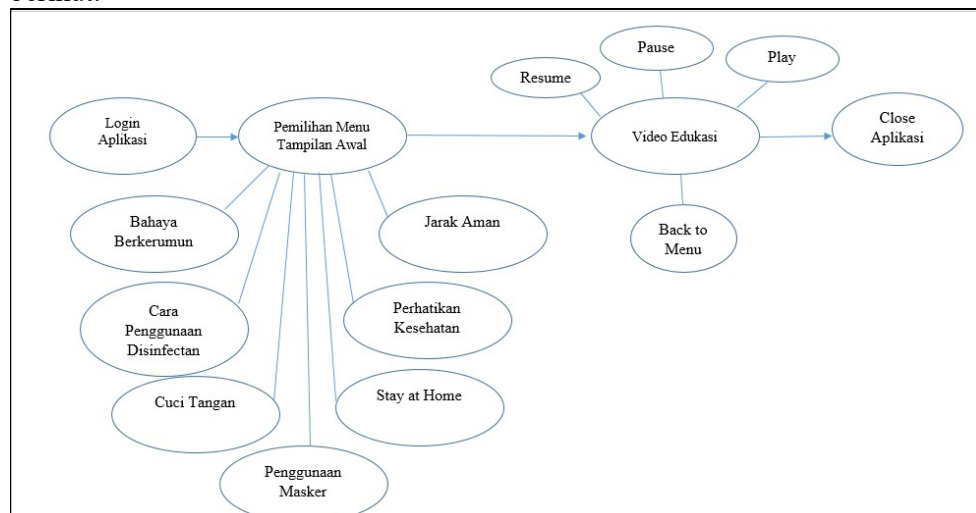 Pause
Play
Resume
Login
Aplikasi
Pemilihan Menu
Tampilan Awal
Video Edukasi
Close
Aplikasi
Bahaya
Berkerumun
Jarak Aman
Back to
Menu
Cara
Penggunaan
Disinfectan
Perhatikan
Kesehatan
Cuci Tangan
Stay at Home
Penggunaan
Masker